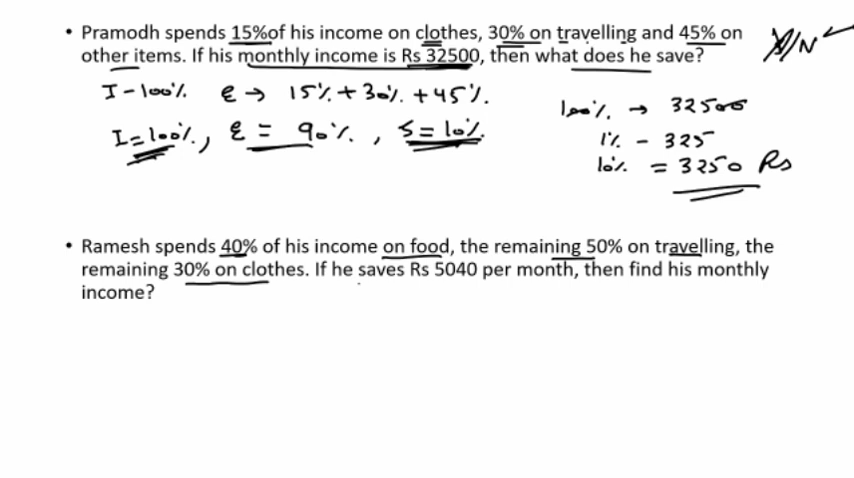 • Pramodh spends 15%of his income on clothes, 30% on travelling and 45% on
other items. If his monthly income is Rs 32500, then what does he save?
I - 100% E → 15% + 30% + 45%.
I = 100%, E = 90%, S = 10%.
100% → 32500
1% - 325
10% = 3250 Rs
• Ramesh spends 40% of his income on food, the remaining 50% on travelling, the
remaining 30% on clothes. If he saves Rs 5040 per month, then find his monthly
income?